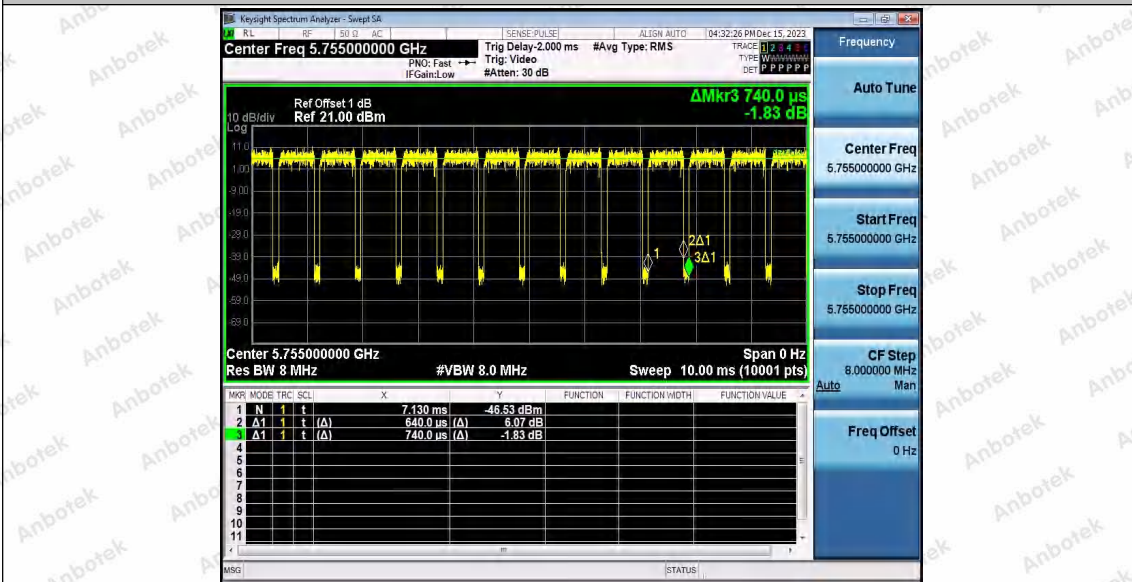 Keysight Spectrum Analyzer - Swept SA
RL RF 50 Ω AC SENSE:PULSE ALIGN AUTO 04:32:26 PM Dec 15, 2023
Center Freq 5.755000000 GHz
PNO: Fast
IFGain:Low
Trig Delay-2.000 ms
Trig: Video
#Atten: 30 dB
#Avg Type: RMS
TRACE 1 2 3 4 5 6
TYPE WWWWWW
DET P P P P P P
ΔMkr3 740.0 µs
-1.83 dB
10 dB/div
Log
Ref Offset 1 dB
Ref 21.00 dBm
11.0
1.00
-9.00
-19.0
-29.0
-39.0
-49.0
-59.0
-69.0
1
2Δ1
3Δ1
Center 5.755000000 GHz Span 0 Hz
Res BW 8 MHz #VBW 8.0 MHz Sweep 10.00 ms (10001 pts)
MKR MODE TRC SCL X Y FUNCTION FUNCTION WIDTH FUNCTION VALUE
1 N 1 t 7.130 ms -46.53 dBm
2 Δ1 1 t (Δ) 640.0 µs (Δ) 6.07 dB
3 Δ1 1 t (Δ) 740.0 µs (Δ) -1.83 dB
4
5
6
7
8
9
10
11
MSG STATUS
Frequency
Auto Tune
Center Freq
5.755000000 GHz
Start Freq
5.755000000 GHz
Stop Freq
5.755000000 GHz
CF Step
8.000000 MHz
Auto Man
Freq Offset
0 Hz
Anbotek